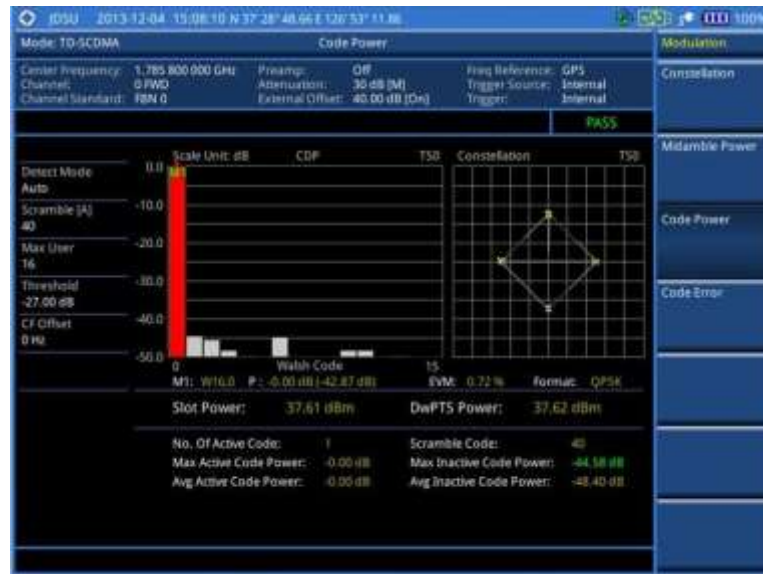 JDSU 2013-12-04 15:08:10 N 37° 28' 48.66 E 126° 53' 11.86 100%
Mode: TD-SCDMA Code Power Modulation
Center Frequency: 1.785 800 000 GHz Preamp: Off Freq Reference: GPS
Channel: 0 FWD Attenuation: 30 dB [M] Trigger Source: Internal
Channel Standard: FBN 0 External Offset: 40.00 dB [On] Trigger: Internal
PASS
Constellation
Midamble Power
Code Power
Code Error
Detect Mode
Auto
Scramble [A]
40
Max User
16
Threshold
-27.00 dB
CF Offset
0 Hz
Scale Unit: dB CDP TS0 Constellation TS0
0.0 M1
-10.0
-20.0
-30.0
-40.0
-50.0
0 Walsh Code 15
M1: W16.0 P: -0.00 dB (-42.87 dB) EVM: 0.72 % Format: QPSK
Slot Power: 37.61 dBm DwPTS Power: 37.62 dBm
No. Of Active Code: 1 Scramble Code: 40
Max Active Code Power: -0.00 dB Max Inactive Code Power: -44.58 dB
Avg Active Code Power: -0.00 dB Avg Inactive Code Power: -48.40 dB